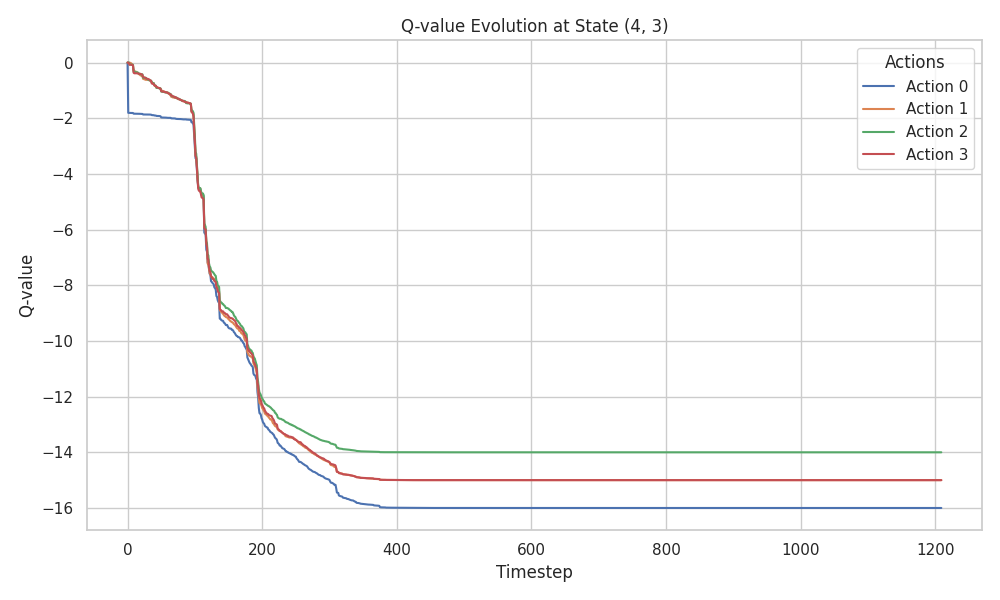 Q-value Evolution at State (4, 3)
Q-value
0
−2
−4
−6
−8
−10
−12
−14
−16
Actions
Action 0
Action 1
Action 2
Action 3
0 200 400 600 800 1000 1200
Timestep